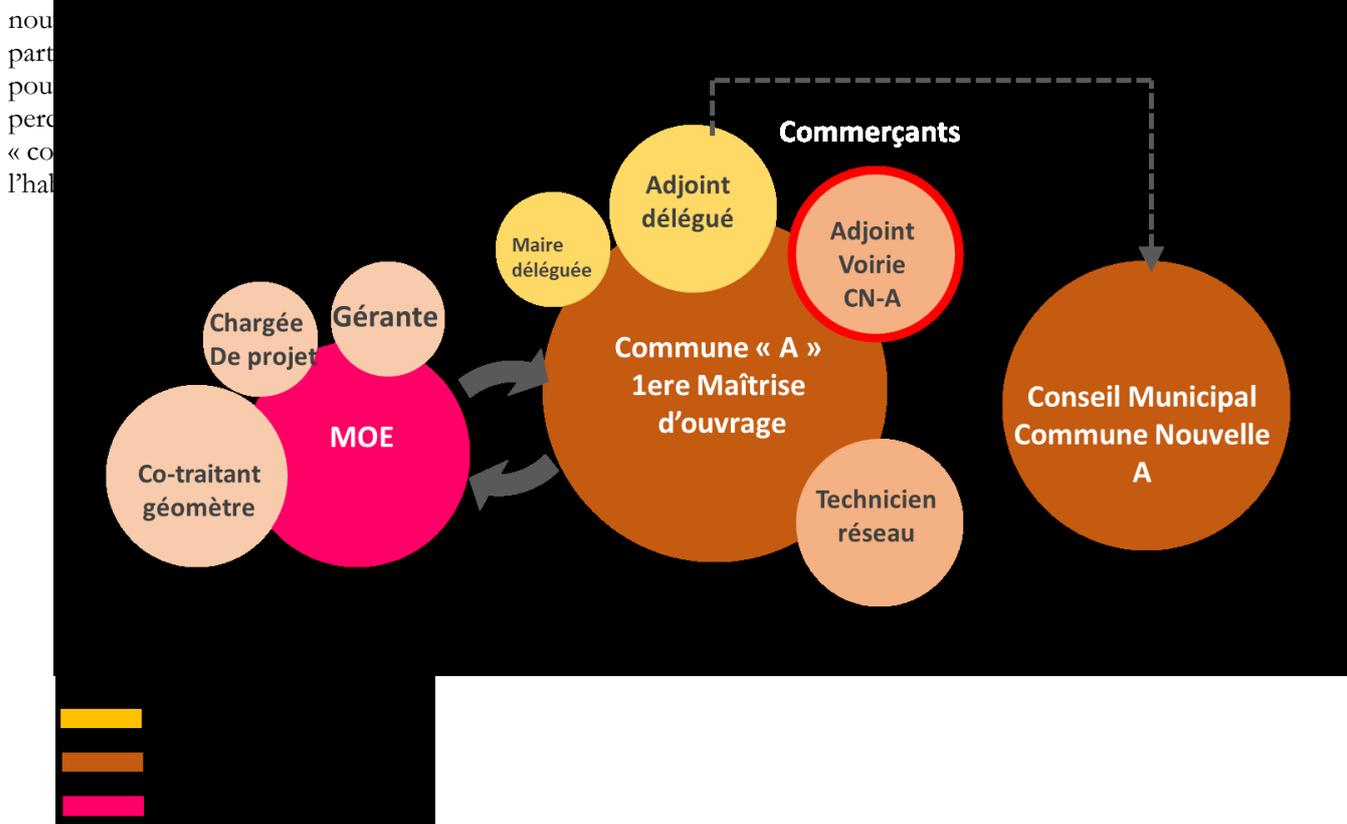 nou
part
pou
perc
« co
l’hab
Commerçants
Adjoint
délégué
Maire
déléguée
Adjoint
Voirie
CN-A
Chargée
De projet
Gérante
Commune « A »
1ere Maîtrise
d’ouvrage
MOE
Co-traitant
géomètre
Technicien
réseau
Conseil Municipal
Commune Nouvelle
A